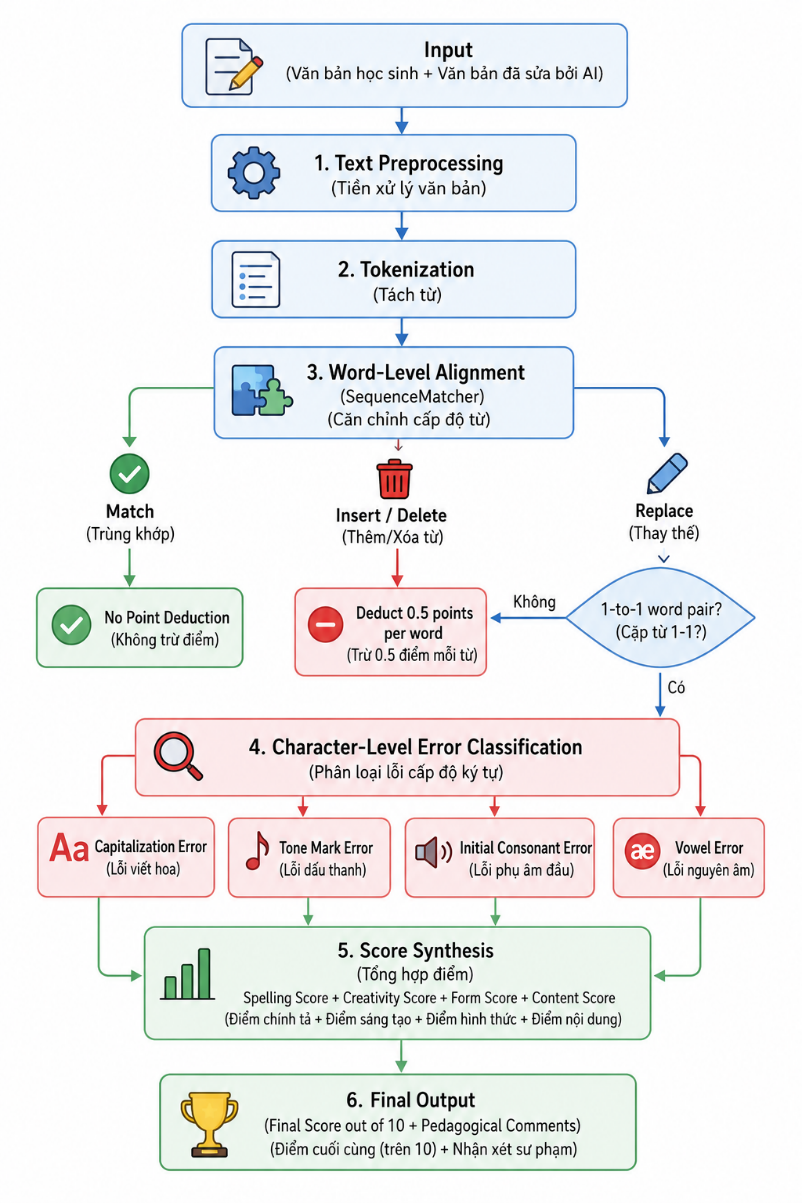 Input
(Văn bản học sinh + Văn bản đã sửa bởi AI)
1. Text Preprocessing
(Tiền xử lý văn bản)
2. Tokenization
(Tách từ)
3. Word-Level Alignment
(SequenceMatcher)
(Căn chỉnh cấp độ từ)
Match
(Trùng khớp)
Insert / Delete
(Thêm/Xóa từ)
Replace
(Thay thế)
No Point Deduction
(Không trừ điểm)
Deduct 0.5 points
per word
(Trừ 0.5 điểm mỗi từ)
Không
1-to-1 word pair?
(Cặp từ 1-1?)
Có
4. Character-Level Error Classification
(Phân loại lỗi cấp độ ký tự)
Aa
Capitalization Error
(Lỗi viết hoa)
Tone Mark Error
(Lỗi dấu thanh)
Initial Consonant Error
(Lỗi phụ âm đầu)
æ
Vowel Error
(Lỗi nguyên âm)
5. Score Synthesis
(Tổng hợp điểm)
Spelling Score + Creativity Score + Form Score + Content Score
(Điểm chính tả + Điểm sáng tạo + Điểm hình thức + Điểm nội dung)
6. Final Output
(Final Score out of 10 + Pedagogical Comments)
(Điểm cuối cùng (trên 10) + Nhận xét sư phạm)